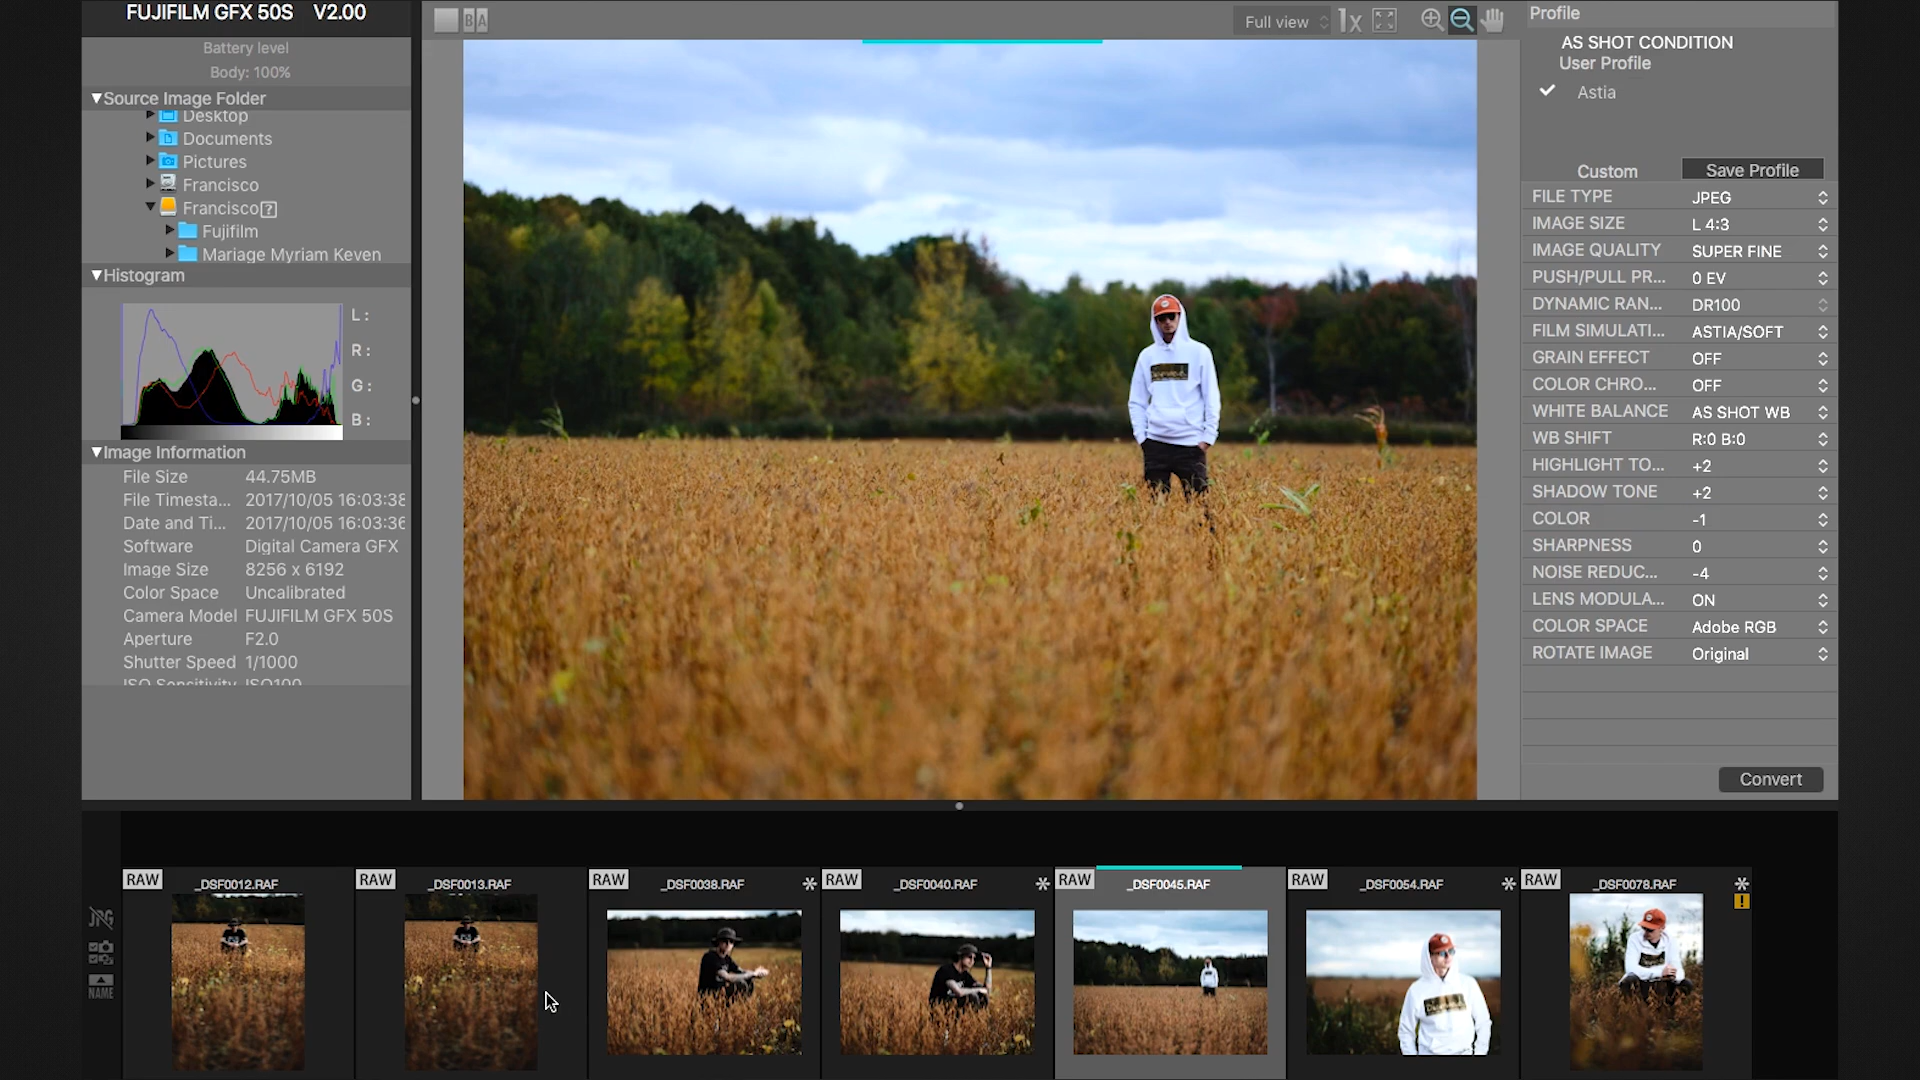 FUJIFILM GFX 50S V2.00
Battery level
Body: 100%
▼Source Image Folder
Desktop
Documents
Pictures
Francisco
Francisco?
Fujifilm
Mariage Myriam Keven
▼Histogram
L :
R :
G :
B :
▼Image Information
File Size 44.75MB
File Timesta... 2017/10/05 16:03:38
Date and Ti... 2017/10/05 16:03:36
Software Digital Camera GFX
Image Size 8256 x 6192
Color Space Uncalibrated
Camera Model FUJIFILM GFX 50S
Aperture F2.0
Shutter Speed 1/1000
ISO Sensitivity ISO100
B A
Full view 1x
Profile
AS SHOT CONDITION
User Profile
Astia
Custom Save Profile
FILE TYPE JPEG
IMAGE SIZE L 4:3
IMAGE QUALITY SUPER FINE
PUSH/PULL PR... 0 EV
DYNAMIC RAN... DR100
FILM SIMULATI... ASTIA/SOFT
GRAIN EFFECT OFF
COLOR CHRO... OFF
WHITE BALANCE AS SHOT WB
WB SHIFT R:0 B:0
HIGHLIGHT TO... +2
SHADOW TONE +2
COLOR -1
SHARPNESS 0
NOISE REDUC... -4
LENS MODULA... ON
COLOR SPACE Adobe RGB
ROTATE IMAGE Original
Convert
JPG
NAME
RAW _DSF0012.RAF
RAW _DSF0013.RAF
RAW _DSF0038.RAF
RAW _DSF0040.RAF
RAW _DSF0045.RAF
RAW _DSF0054.RAF
RAW _DSF0078.RAF